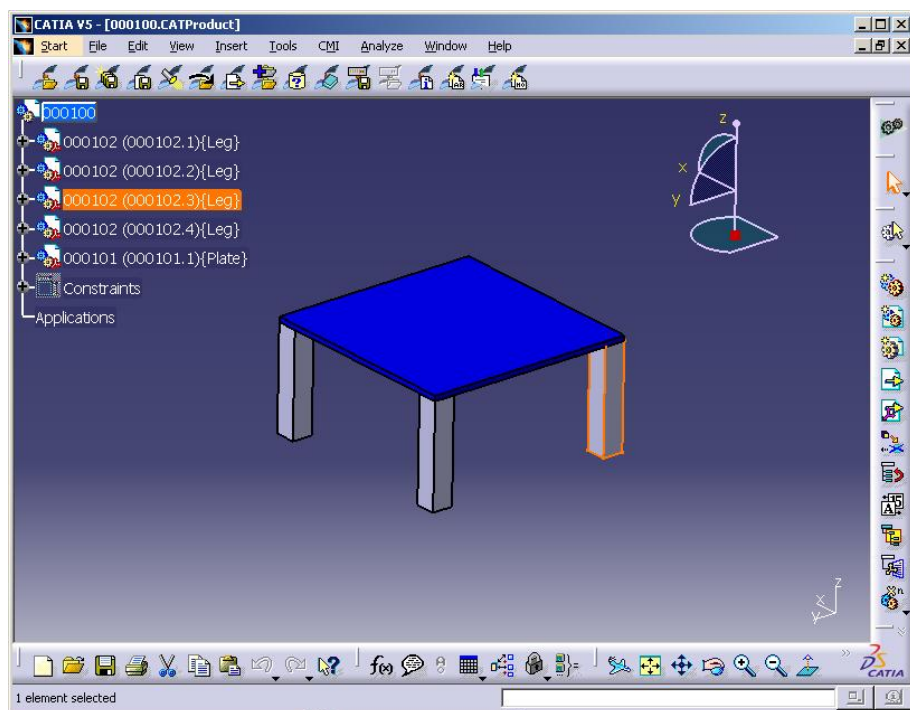 CATIA V5 - [000100.CATProduct]
Start File Edit View Insert Tools CMI Analyze Window Help
000100
000102 (000102.1){Leg}
000102 (000102.2){Leg}
000102 (000102.3){Leg}
000102 (000102.4){Leg}
000101 (000101.1){Plate}
Constraints
Applications
z
x
y
z
x
y
f(x)
CATIA
1 element selected